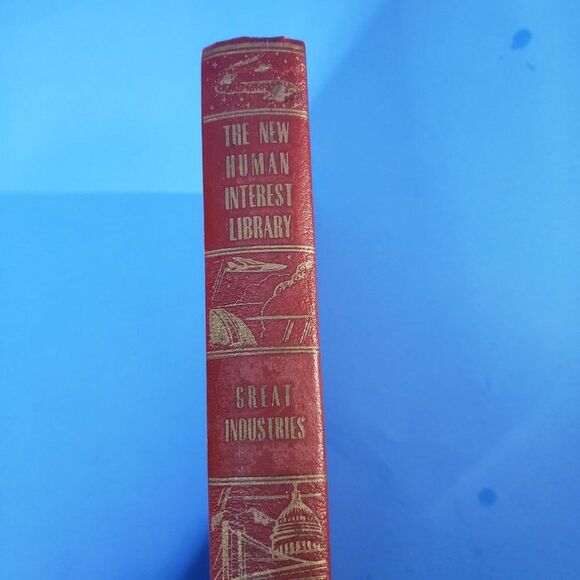 THE NEW
HUMAN
INTEREST
LIBRARY
GREAT
INDUSTRIES